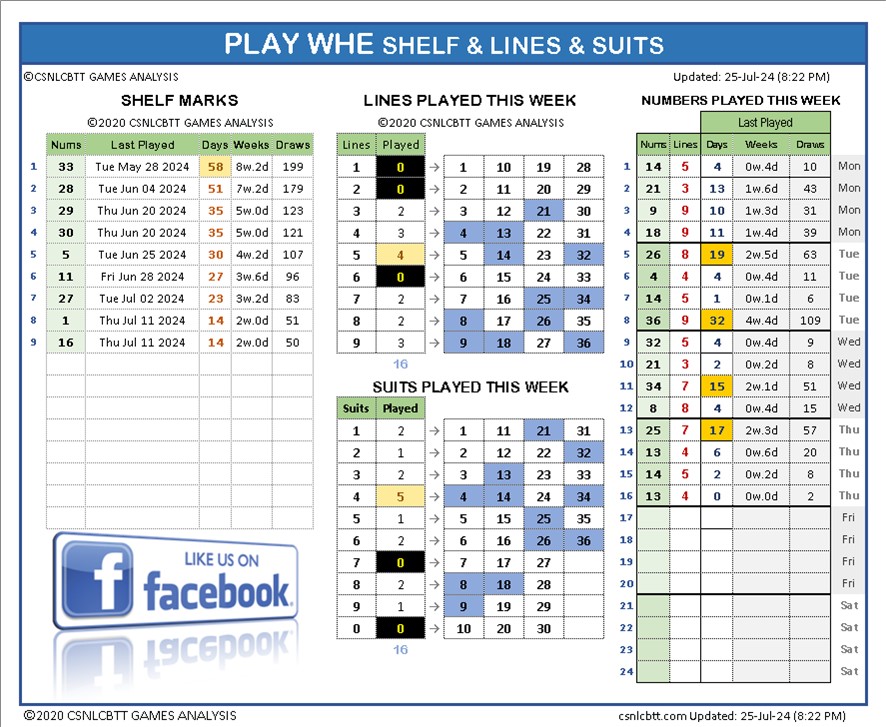 PLAY WHE SHELF & LINES & SUITS
©CSNLCBTT GAMES ANALYSIS
Updated: 25-Jul-24 (8:22 PM)
SHELF MARKS
©2020 CSNLCBTT GAMES ANALYSIS
Nums Last Played Days Weeks Draws
1 33 Tue May 28 2024 58 8w.2d 199
2 28 Tue Jun 04 2024 51 7w.2d 179
3 29 Thu Jun 20 2024 35 5w.0d 123
4 30 Thu Jun 20 2024 35 5w.0d 121
5 5 Tue Jun 25 2024 30 4w.2d 107
6 11 Fri Jun 28 2024 27 3w.6d 96
7 27 Tue Jul 02 2024 23 3w.2d 83
8 1 Thu Jul 11 2024 14 2w.0d 51
9 16 Thu Jul 11 2024 14 2w.0d 50
LIKE US ON
f facebook.
LINES PLAYED THIS WEEK
©2020 CSNLCBTT GAMES ANALYSIS
Lines Played
1 0 → 1 10 19 28
2 0 → 2 11 20 29
3 2 → 3 12 21 30
4 3 → 4 13 22 31
5 4 → 5 14 23 32
6 0 → 6 15 24 33
7 2 → 7 16 25 34
8 2 → 8 17 26 35
9 3 → 9 18 27 36
16
SUITS PLAYED THIS WEEK
Suits Played
1 2 → 1 11 21 31
2 1 → 2 12 22 32
3 2 → 3 13 23 33
4 5 → 4 14 24 34
5 1 → 5 15 25 35
6 2 → 6 16 26 36
7 0 → 7 17 27
8 2 → 8 18 28
9 1 → 9 19 29
0 0 → 10 20 30
16
NUMBERS PLAYED THIS WEEK
Last Played
Nums Lines Days Weeks Draws
1 14 5 4 0w.4d 10 Mon
2 21 3 13 1w.6d 43 Mon
3 9 9 10 1w.3d 31 Mon
4 18 9 11 1w.4d 39 Mon
5 26 8 19 2w.5d 63 Tue
6 4 4 4 0w.4d 11 Tue
7 14 5 1 0w.1d 6 Tue
8 36 9 32 4w.4d 109 Tue
9 32 5 4 0w.4d 9 Wed
10 21 3 2 0w.2d 8 Wed
11 34 7 15 2w.1d 51 Wed
12 8 8 4 0w.4d 15 Wed
13 25 7 17 2w.3d 57 Thu
14 13 4 6 0w.6d 20 Thu
15 14 5 2 0w.2d 8 Thu
16 13 4 0 0w.0d 2 Thu
17 Fri
18 Fri
19 Fri
20 Fri
21 Sat
22 Sat
23 Sat
24 Sat
©2020 CSNLCBTT GAMES ANALYSIS
csnlcbtt.com Updated: 25-Jul-24 (8:22 PM)